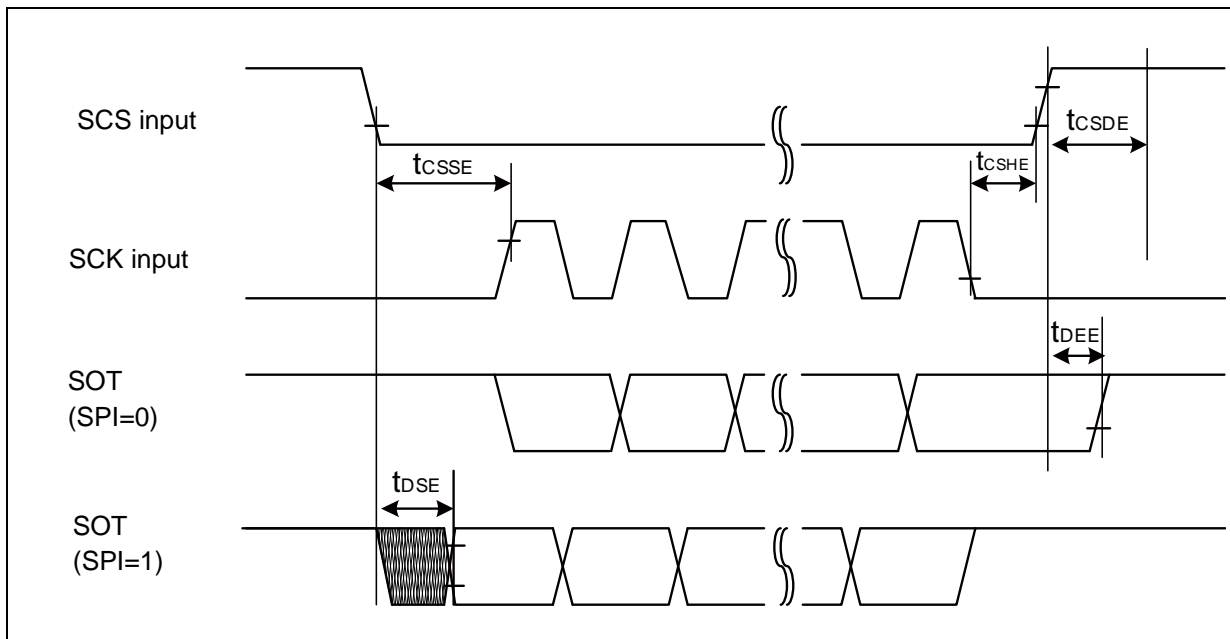 SCS input
tCSDE
tCSSE
tCSHE
SCK input
tDEE
SOT
(SPI=0)
tDSE
SOT
(SPI=1)